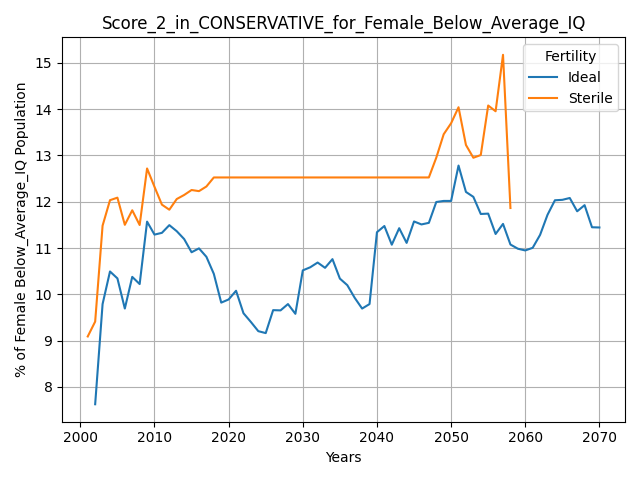 Score_2_in_CONSERVATIVE_for_Female_Below_Average_IQ
% of Female Below_Average_IQ Population
15
14
13
12
11
10
9
8
Fertility
Ideal
Sterile
2000 2010 2020 2030 2040 2050 2060 2070
Years